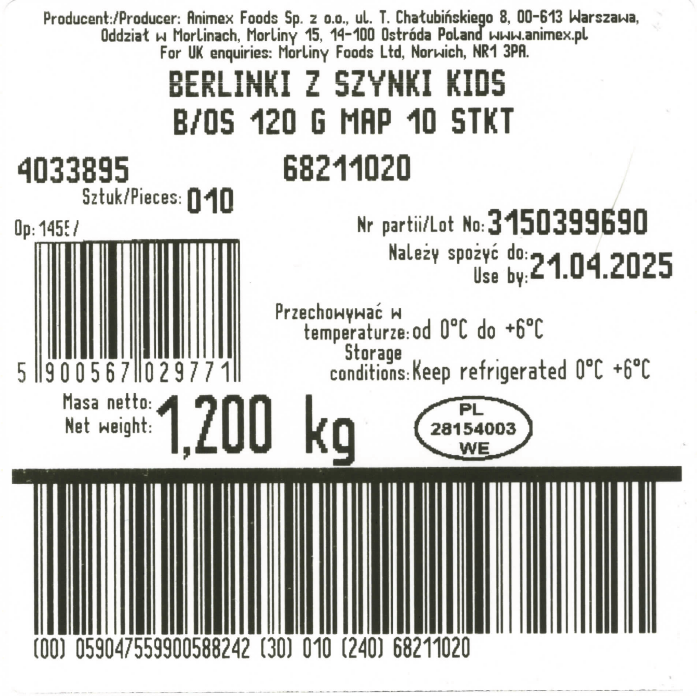 Producent:/Producer: Animex Foods Sp. z o.o., ul. T. Chałubińskiego 8, 00-613 Warszawa,
Oddział w Morlinach, Morliny 15, 14-100 Ostróda Poland www.animex.pl
For UK enquiries: Morliny Foods Ltd, Norwich, NR1 3PA.
BERLINKI Z SZYNKI KIDS
B/OS 120 G MAP 10 STKT
4033895 68211020
Sztuk/Pieces: 010
Op: 1455/
Nr partii/Lot No: 3150399690
Należy spożyć do:
Use by: 21.04.2025
Przechowywać w
temperaturze: od 0°C do +6°C
Storage
conditions: Keep refrigerated 0°C +6°C
5 900567 029771
Masa netto:
Net weight: 1,200 kg
PL
28154003
WE
(00) 059047559900588242 (30) 010 (240) 68211020